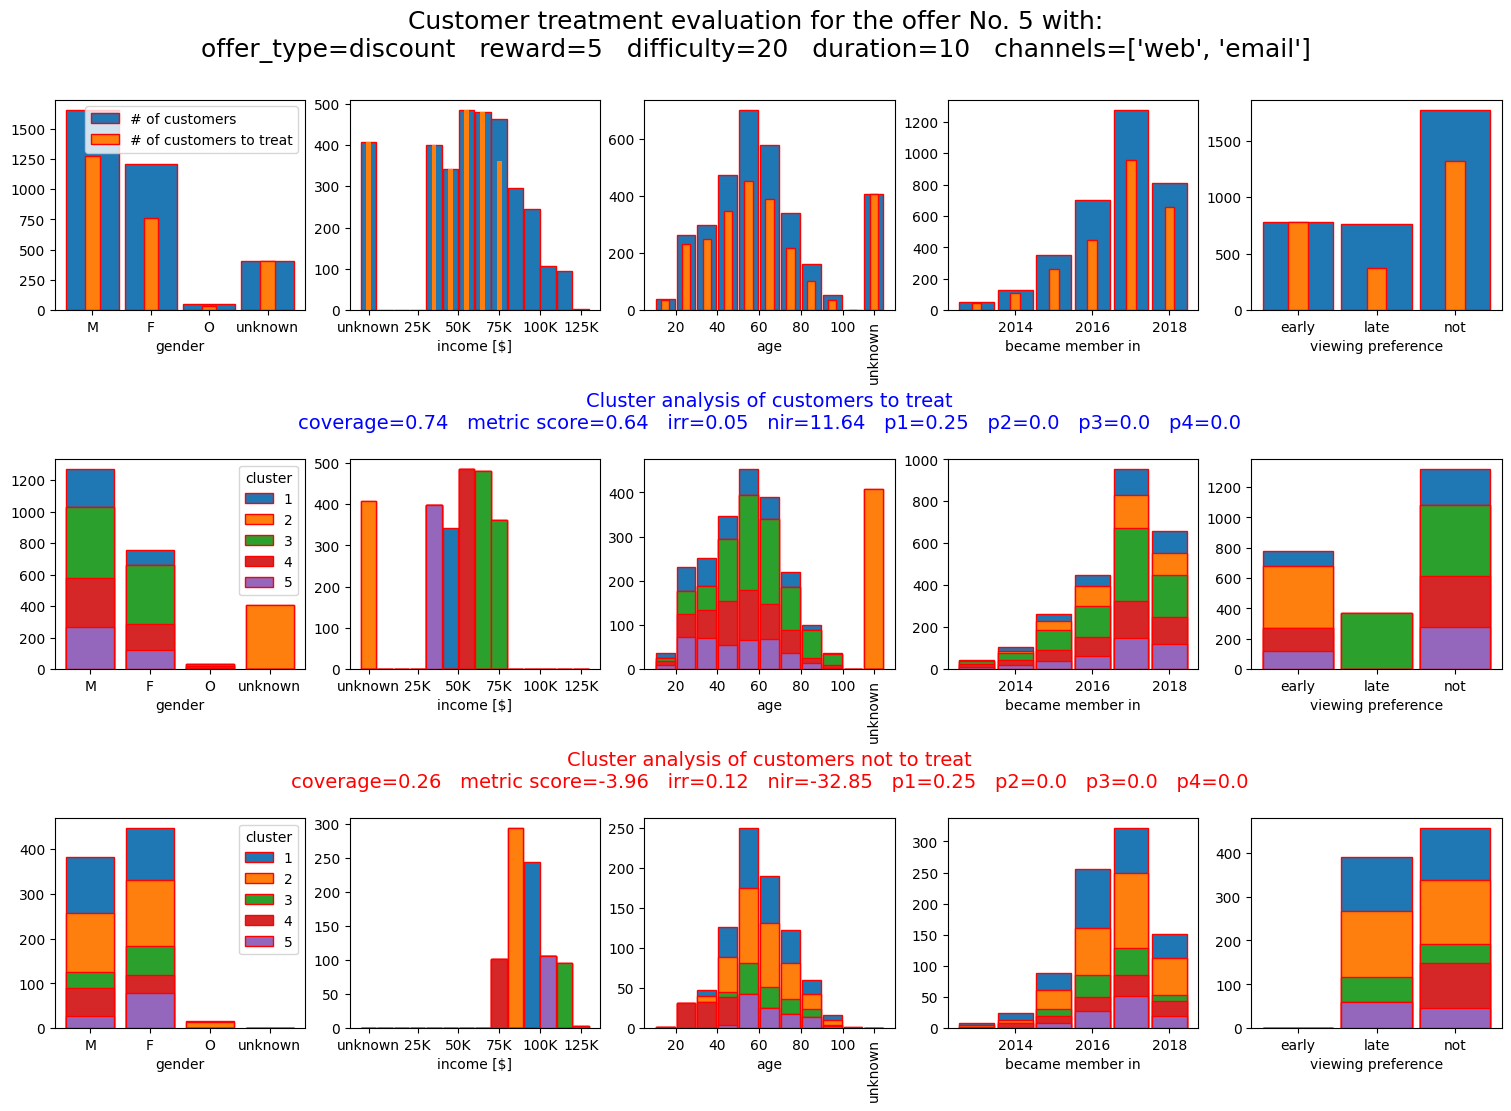 Customer treatment evaluation for the offer No. 5 with:
offer_type=discount   reward=5   difficulty=20   duration=10   channels=['web', 'email']
# of customers
# of customers to treat
0 250 500 750 1000 1250 1500
M F O unknown
gender
0 100 200 300 400 500
unknown 25K 50K 75K 100K 125K
income [$]
0 200 400 600
20 40 60 80 100 unknown
age
0 200 400 600 800 1000 1200
2014 2016 2018
became member in
0 500 1000 1500
early late not
viewing preference
Cluster analysis of customers to treat
coverage=0.74   metric score=0.64   irr=0.05   nir=11.64   p1=0.25   p2=0.0   p3=0.0   p4=0.0
cluster
1
2
3
4
5
0 200 400 600 800 1000 1200
M F O unknown
gender
0 100 200 300 400 500
unknown 25K 50K 75K 100K 125K
income [$]
0 100 200 300 400
20 40 60 80 100 unknown
age
0 200 400 600 800 1000
2014 2016 2018
became member in
0 200 400 600 800 1000 1200
early late not
viewing preference
Cluster analysis of customers not to treat
coverage=0.26   metric score=-3.96   irr=0.12   nir=-32.85   p1=0.25   p2=0.0   p3=0.0   p4=0.0
cluster
1
2
3
4
5
0 100 200 300 400
M F O unknown
gender
0 50 100 150 200 250 300
unknown 25K 50K 75K 100K 125K
income [$]
0 50 100 150 200 250
20 40 60 80 100 unknown
age
0 50 100 150 200 250 300
2014 2016 2018
became member in
0 100 200 300 400
early late not
viewing preference